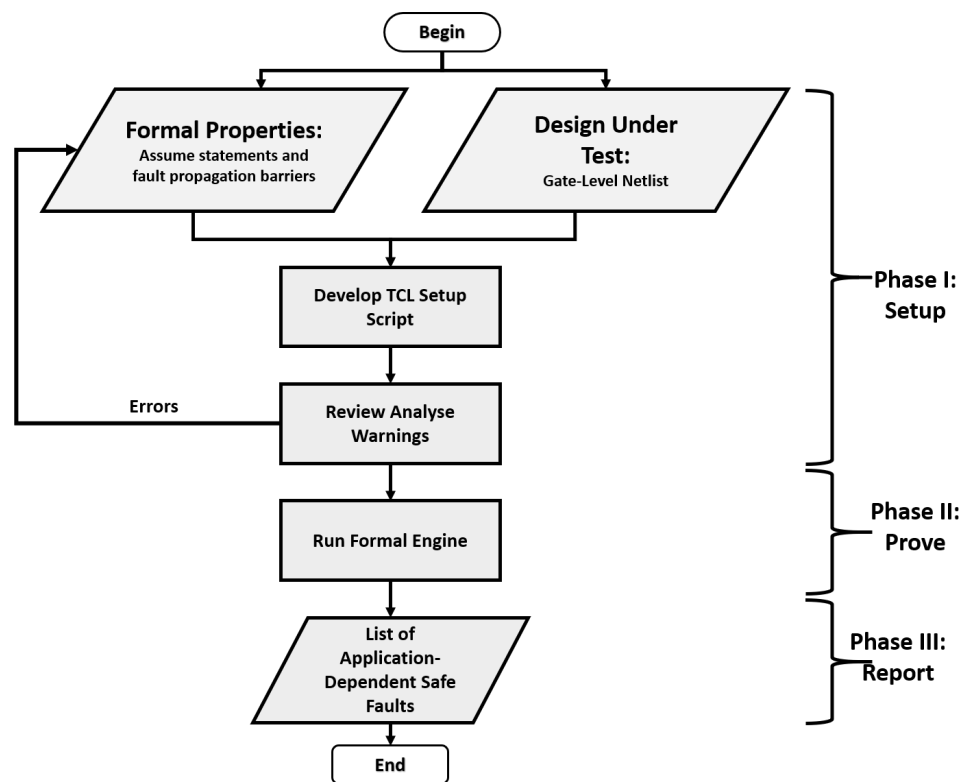 Begin
Formal Properties:
Assume statements and
fault propagation barriers
Design Under
Test:
Gate-Level Netlist
Develop TCL Setup
Script
Phase I:
Setup
Errors
Review Analyse
Warnings
Phase II:
Prove
Run Formal Engine
List of
Application-
Dependent Safe
Faults
Phase III:
Report
End